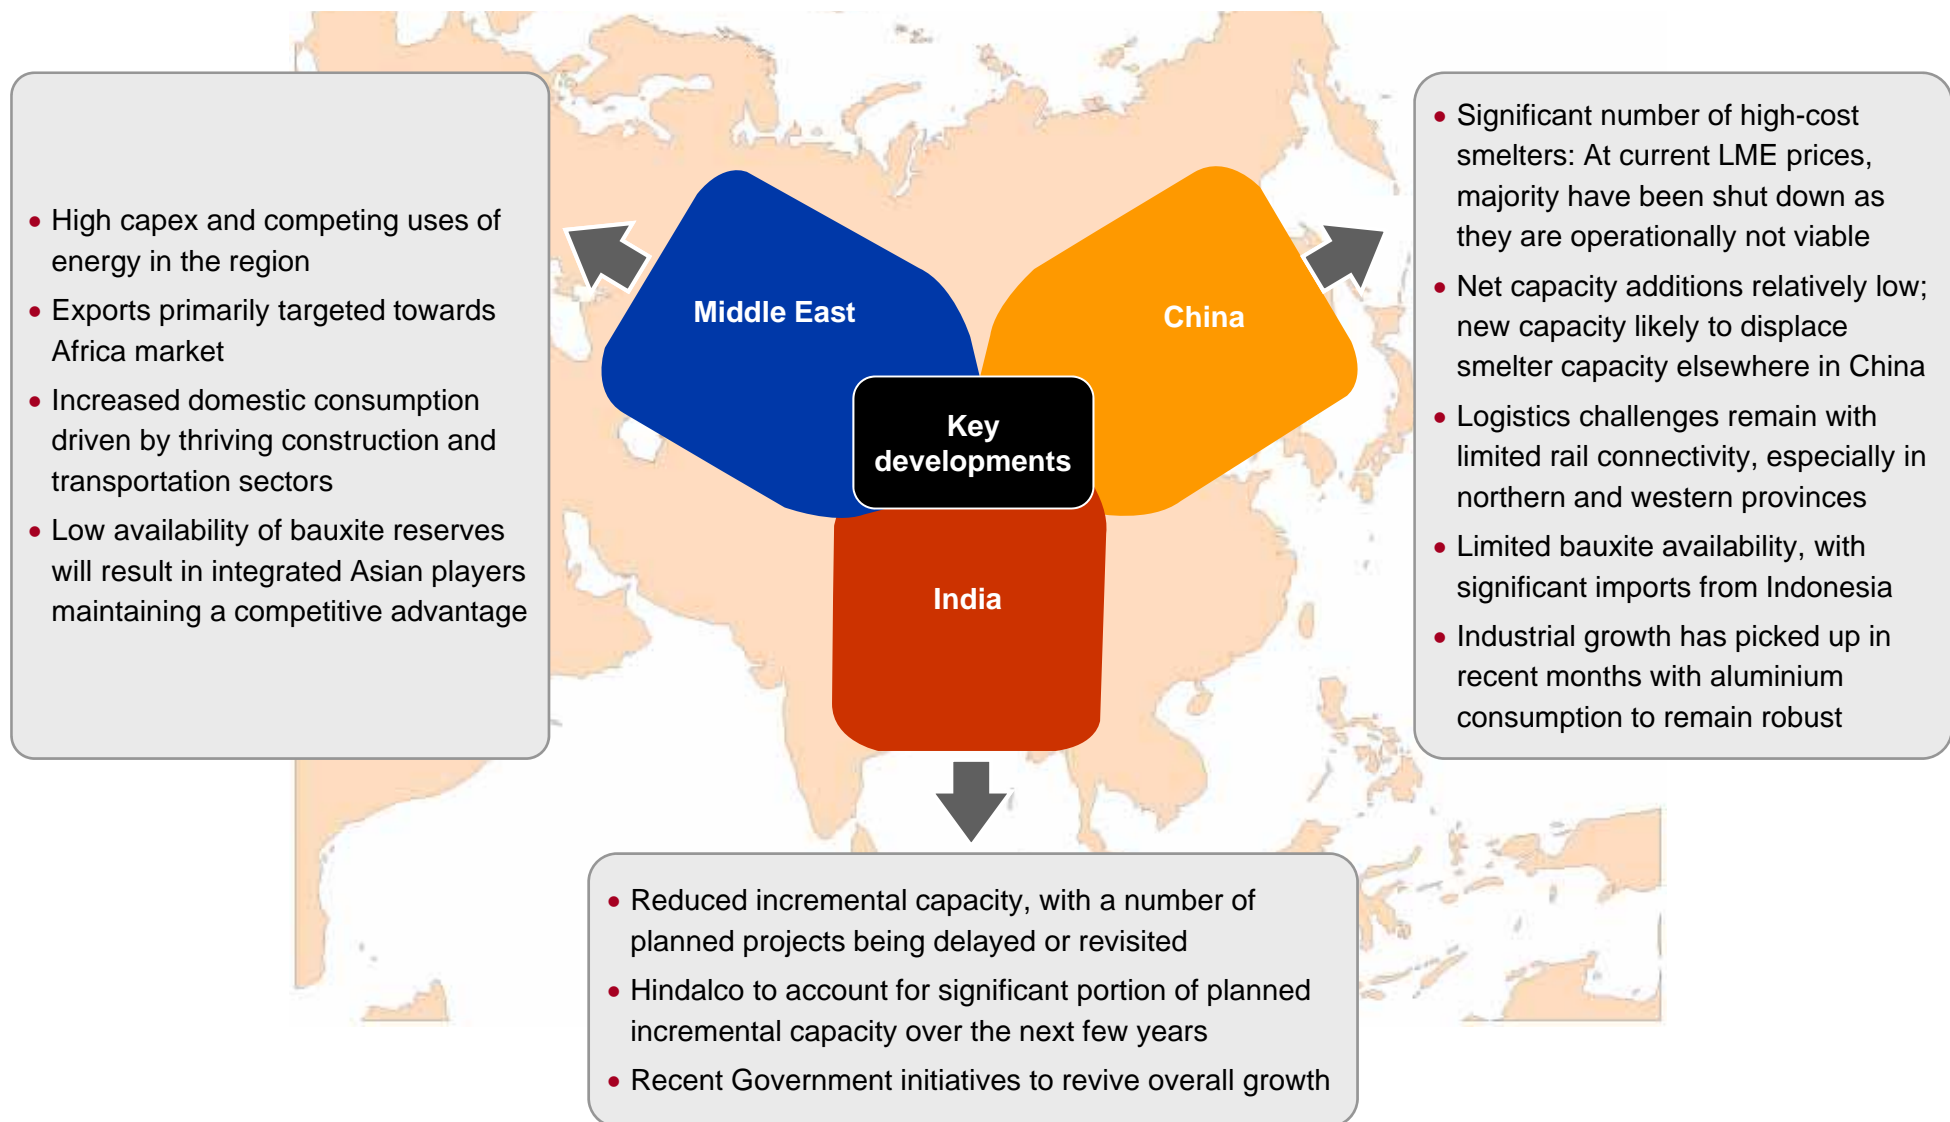 • High capex and competing uses of
energy in the region
• Exports primarily targeted towards
Africa market
• Increased domestic consumption
driven by thriving construction and
transportation sectors
• Low availability of bauxite reserves
will result in integrated Asian players
maintaining a competitive advantage
Middle East
China
Key
developments
India
• Significant number of high-cost
smelters: At current LME prices,
majority have been shut down as
they are operationally not viable
• Net capacity additions relatively low;
new capacity likely to displace
smelter capacity elsewhere in China
• Logistics challenges remain with
limited rail connectivity, especially in
northern and western provinces
• Limited bauxite availability, with
significant imports from Indonesia
• Industrial growth has picked up in
recent months with aluminium
consumption to remain robust
• Reduced incremental capacity, with a number of
planned projects being delayed or revisited
• Hindalco to account for significant portion of planned
incremental capacity over the next few years
• Recent Government initiatives to revive overall growth